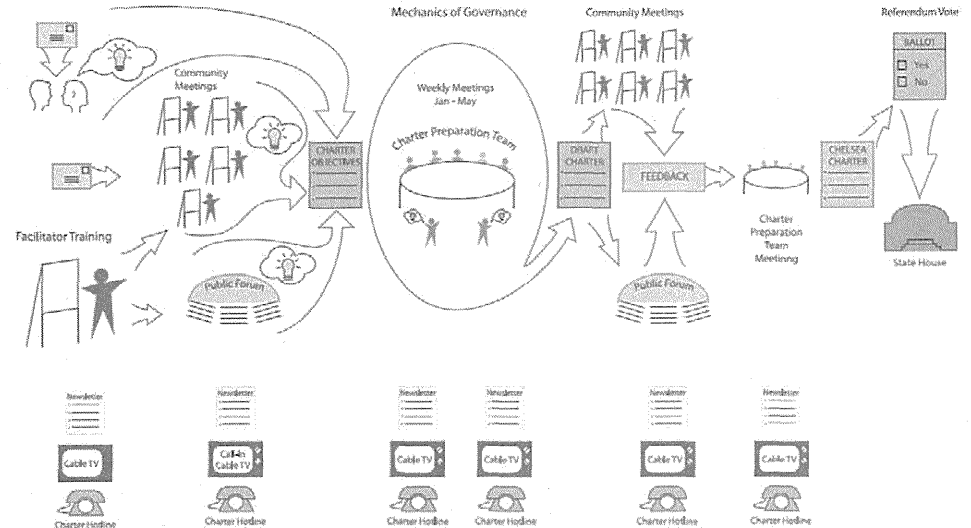 Mechanics of Governance
Community Meetings
Referendum Vote
BALLOT
Yes
No
Community
Meetings
Weekly Meetings
Jan - May
Charter Preparation Team
CHARTER
OBJECTIVES
DRAFT
CHARTER
FEEDBACK
CHELSEA
CHARTER
Facilitator Training
Public Forum
Public Forum
Charter
Preparation
Team
Meetining
State House
Newsletter
Newsletter
Newsletter
Newsletter
Newsletter
Newsletter
Cable TV
Call-in
Cable TV
Cable TV
Cable TV
Cable TV
Cable TV
Charter Hotline
Charter Hotline
Charter Hotline
Charter Hotline
Charter Hotline
Charter Hotline